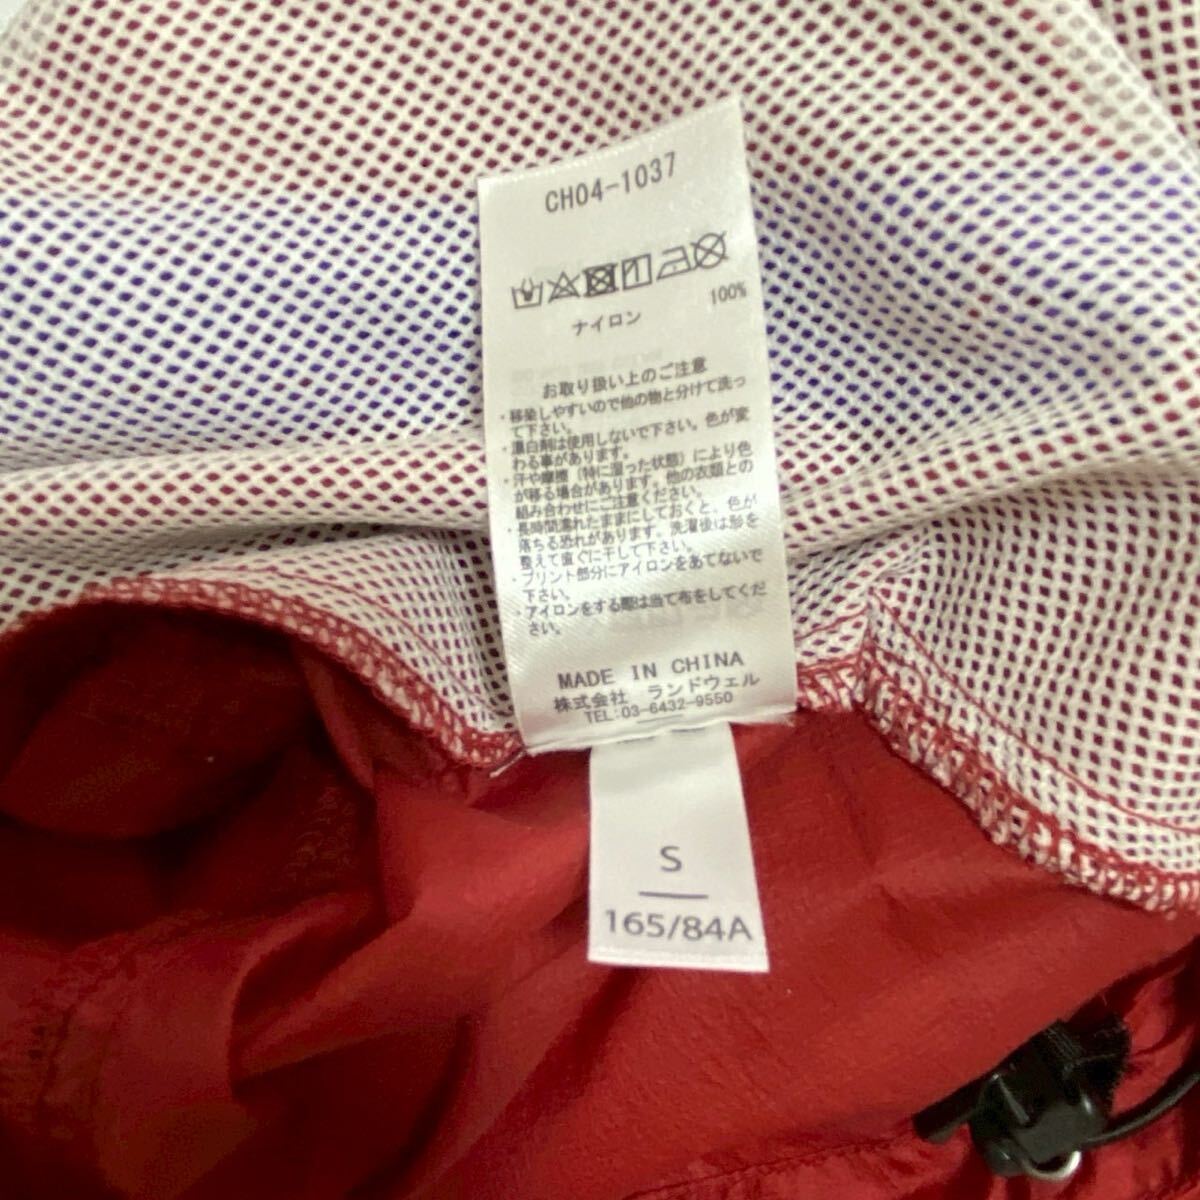 CH04-1037
ナイロン 100%
お取り扱い上のご注意
・移染しやすいので他の物と分けて洗っ
て下さい。
・漂白剤は使用しないで下さい。色が変
わる事があります。
・汗や摩擦（特に湿った状態）により色
が移る場合があります。他の衣類との
組み合わせにご注意ください。
・長時間濡れたままにしておくと、色が
落ちる恐れがあります。洗濯後は形を
整えて直ぐに干して下さい。
・プリント部分にアイロンをあてないで
下さい。
・アイロンをする際は当て布をしてくだ
さい。
MADE IN CHINA
株式会社 ランドウェル
TEL:03-6432-9550
S
165/84A